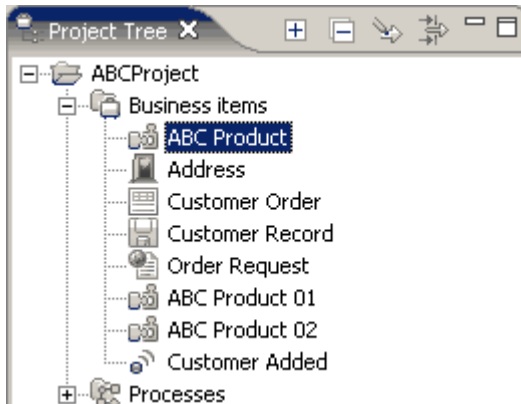 Project Tree
ABCProject
Business items
ABC Product
Address
Customer Order
Customer Record
Order Request
ABC Product 01
ABC Product 02
Customer Added
Processes